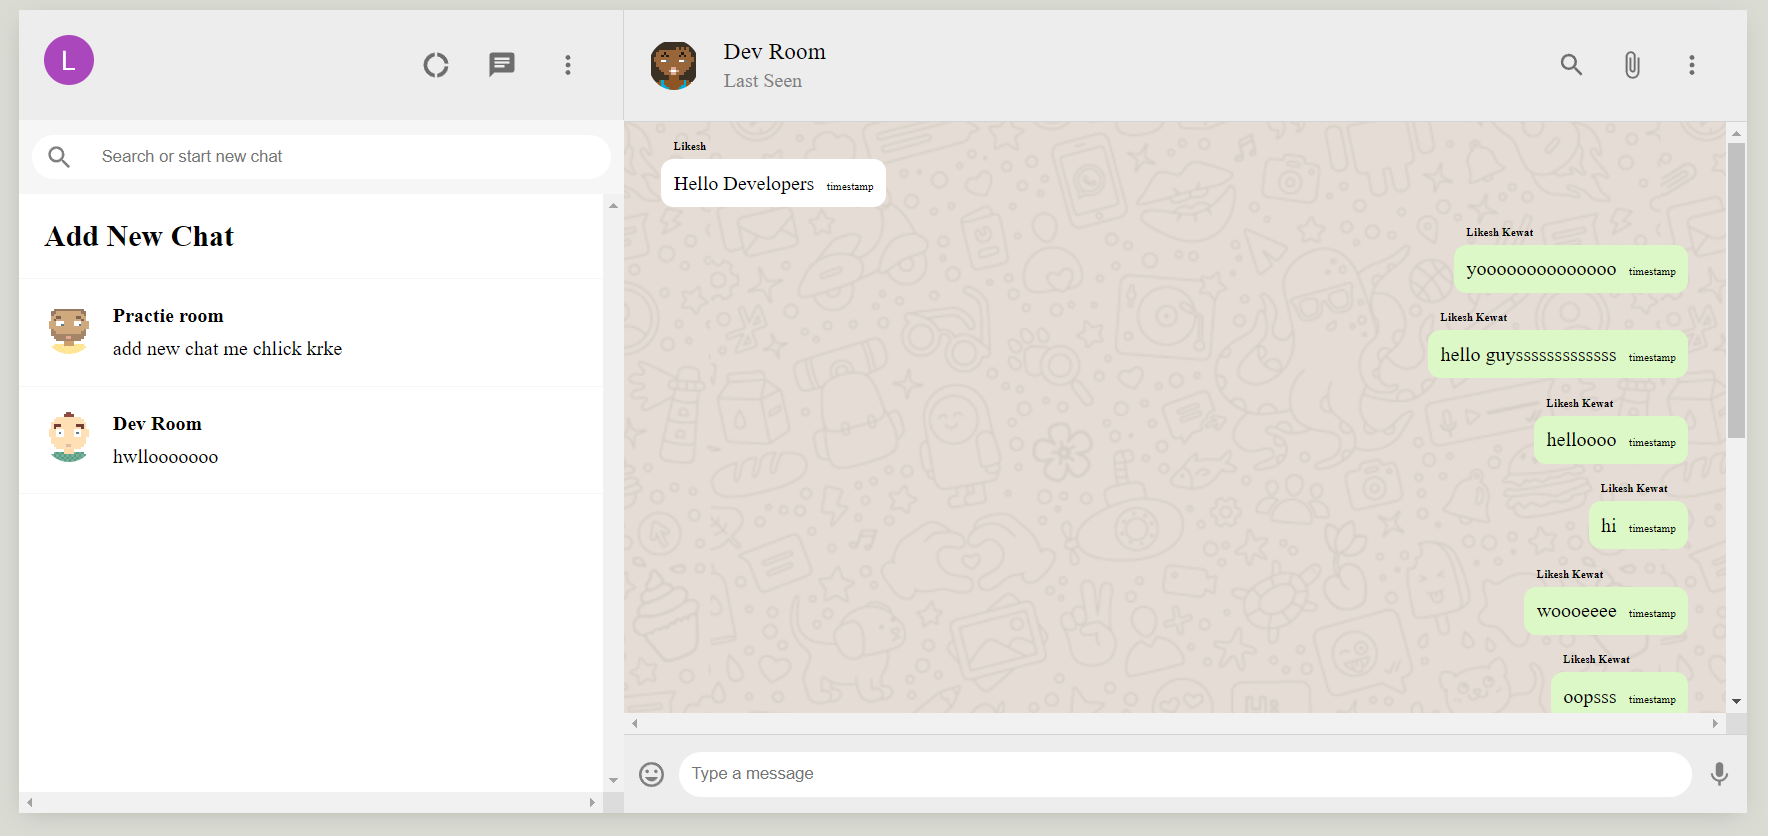 L
Search or start new chat
Add New Chat
Practie room
add new chat me chlick krke
Dev Room
hwllooooooo
Dev Room
Last Seen
Likesh
Hello Developers timestamp
Likesh Kewat
yoooooooooooooo timestamp
Likesh Kewat
hello guysssssssssssss timestamp
Likesh Kewat
helloooo timestamp
Likesh Kewat
hi timestamp
Likesh Kewat
woooeeee timestamp
Likesh Kewat
oopsss timestamp
Type a message